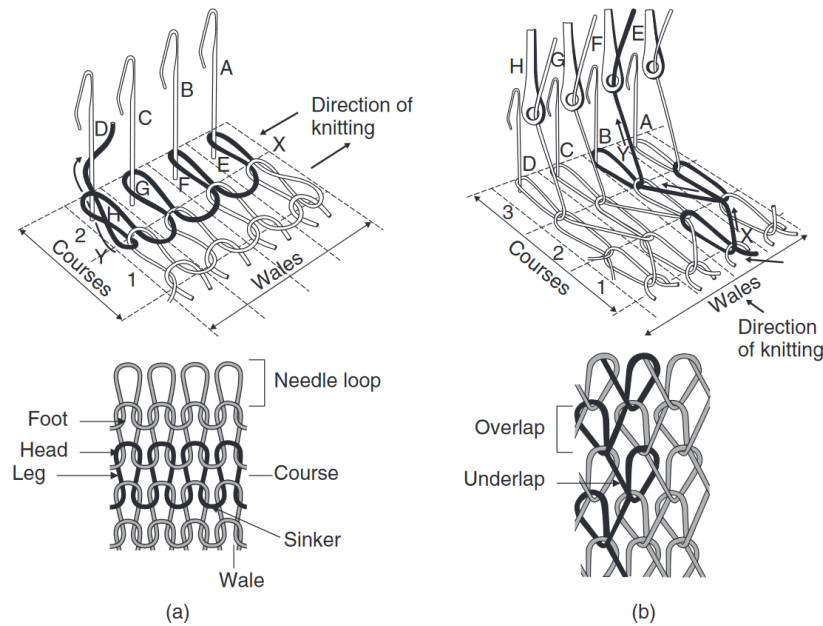 A
B
C
D
E
F
G
H
X
Y
2
1
Courses
Wales
Direction of
knitting
Needle loop
Foot
Head
Leg
Course
Sinker
Wale
(a)
E
F
G
H
A
B
C
D
Y
X
3
2
1
Courses
Wales
Direction
of knitting
Overlap
Underlap
(b)